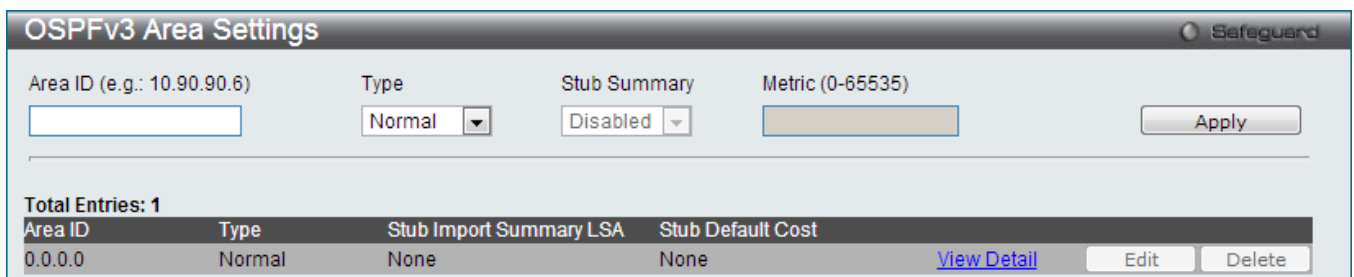 OSPFv3 Area Settings
Safeguard
Area ID (e.g.: 10.90.90.6) Type Stub Summary Metric (0-65535)
Normal Disabled Apply
Total Entries: 1
Area ID Type Stub Import Summary LSA Stub Default Cost
0.0.0.0 Normal None None View Detail Edit Delete